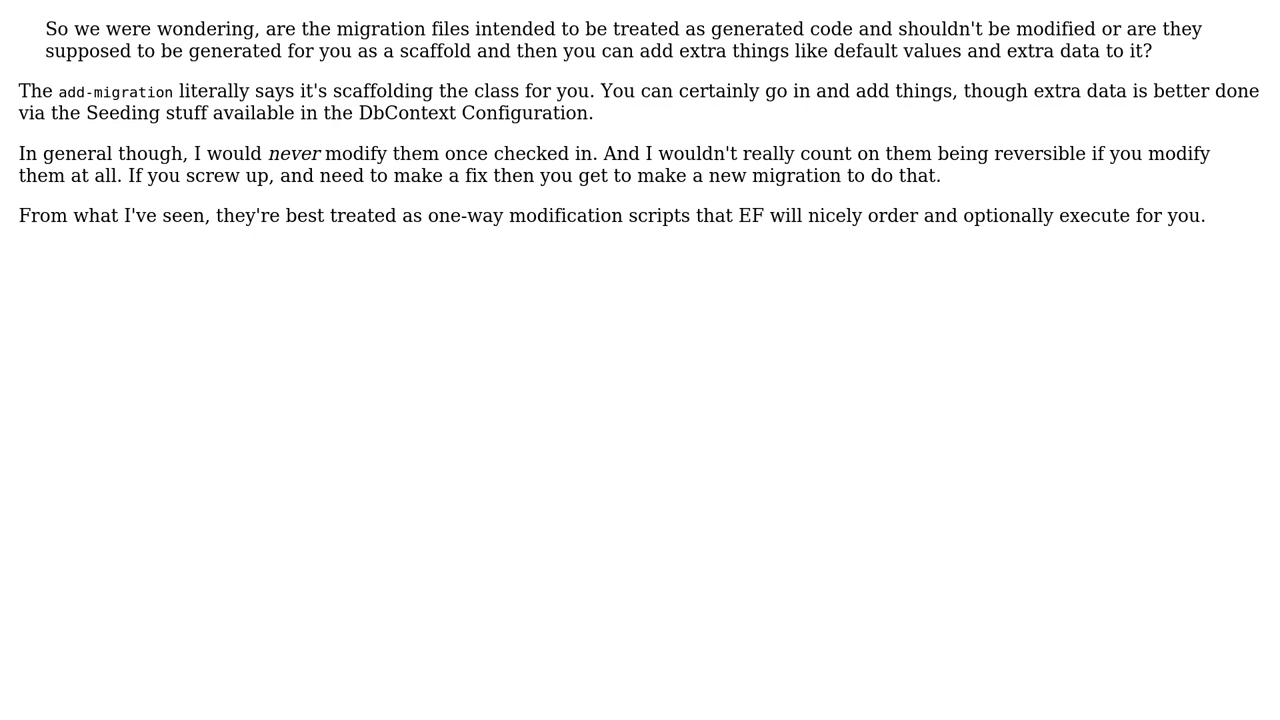 So we were wondering, are the migration files intended to be treated as generated code and shouldn't be modified or are they
supposed to be generated for you as a scaffold and then you can add extra things like default values and extra data to it?
The add-migration literally says it's scaffolding the class for you. You can certainly go in and add things, though extra data is better done
via the Seeding stuff available in the DbContext Configuration.
In general though, I would never modify them once checked in. And I wouldn't really count on them being reversible if you modify
them at all. If you screw up, and need to make a fix then you get to make a new migration to do that.
From what I've seen, they're best treated as one-way modification scripts that EF will nicely order and optionally execute for you.